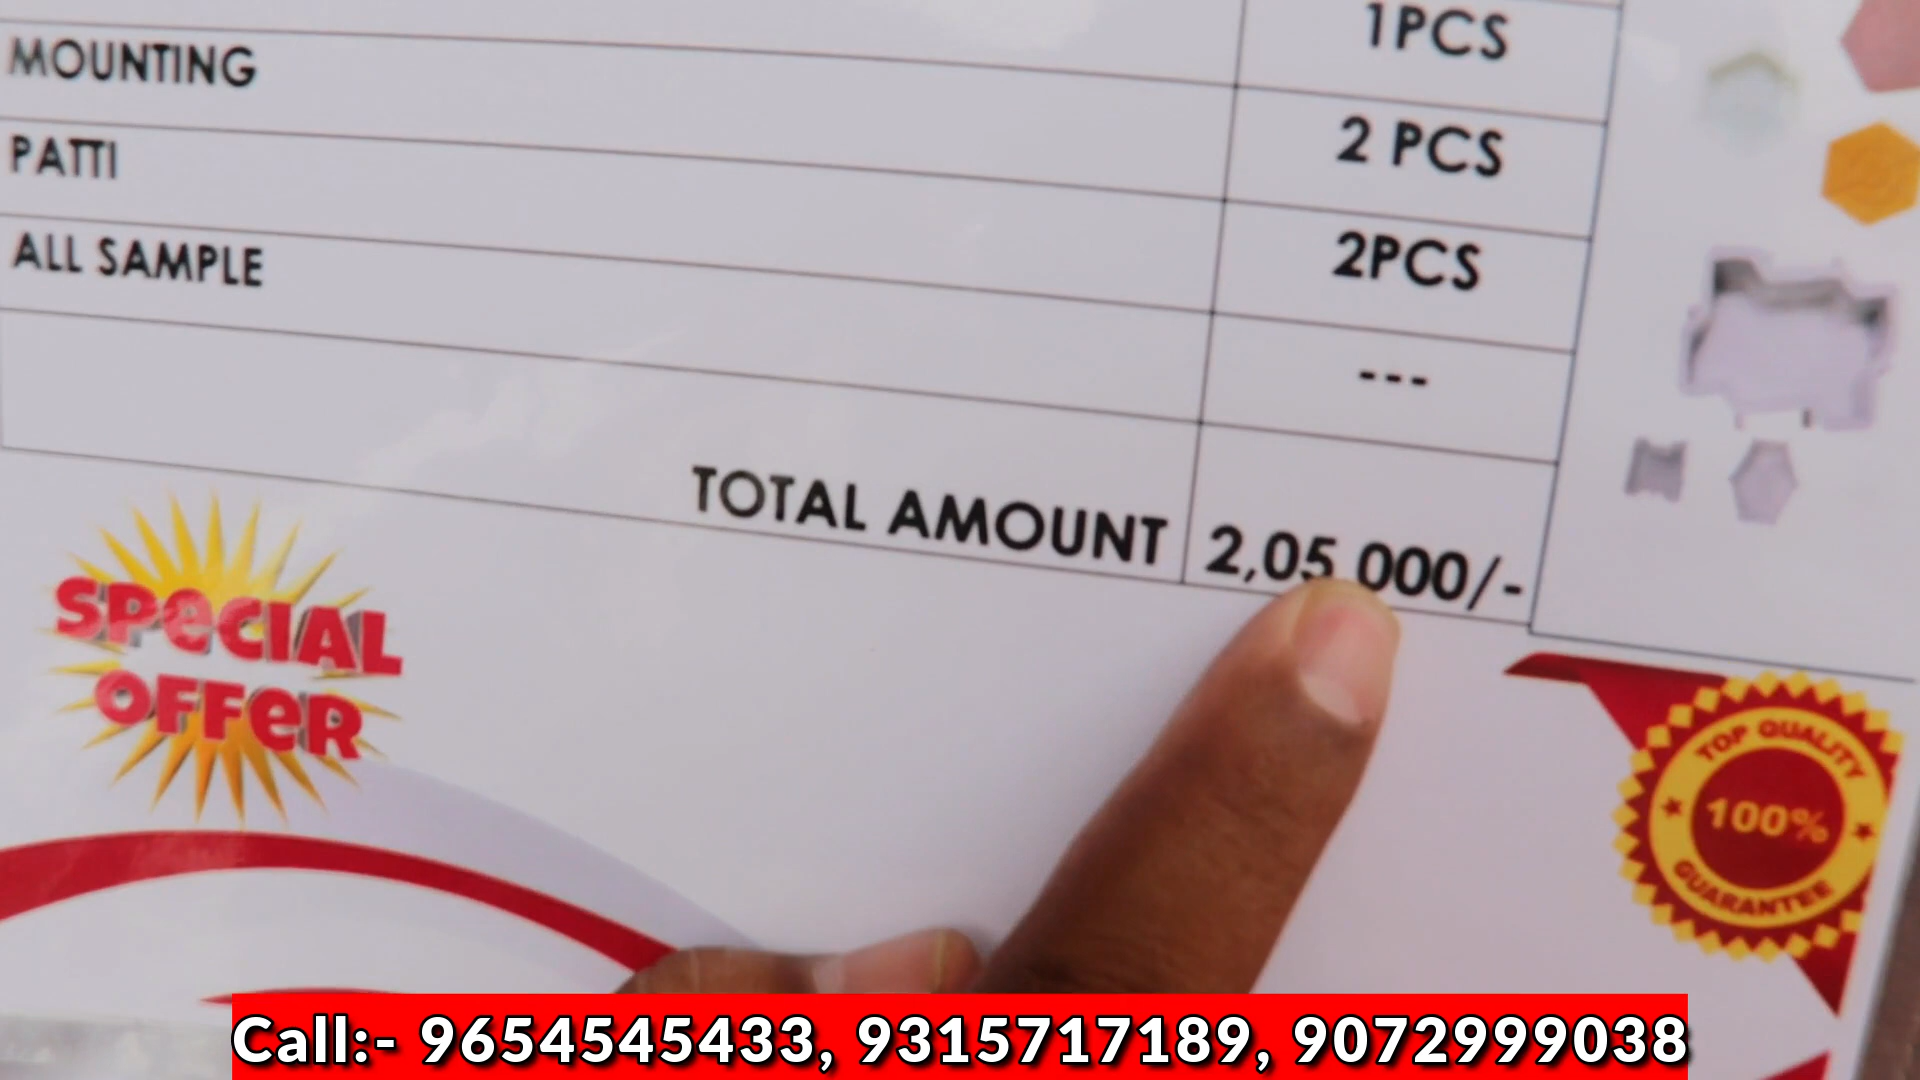 1PCS
MOUNTING
2 PCS
PATTI
2PCS
ALL SAMPLE
---
TOTAL AMOUNT 2,05,000/-
SPECIAL
OFFER
TOP QUALITY
100%
GUARANTEE
Call:- 9654545433, 9315717189, 9072999038